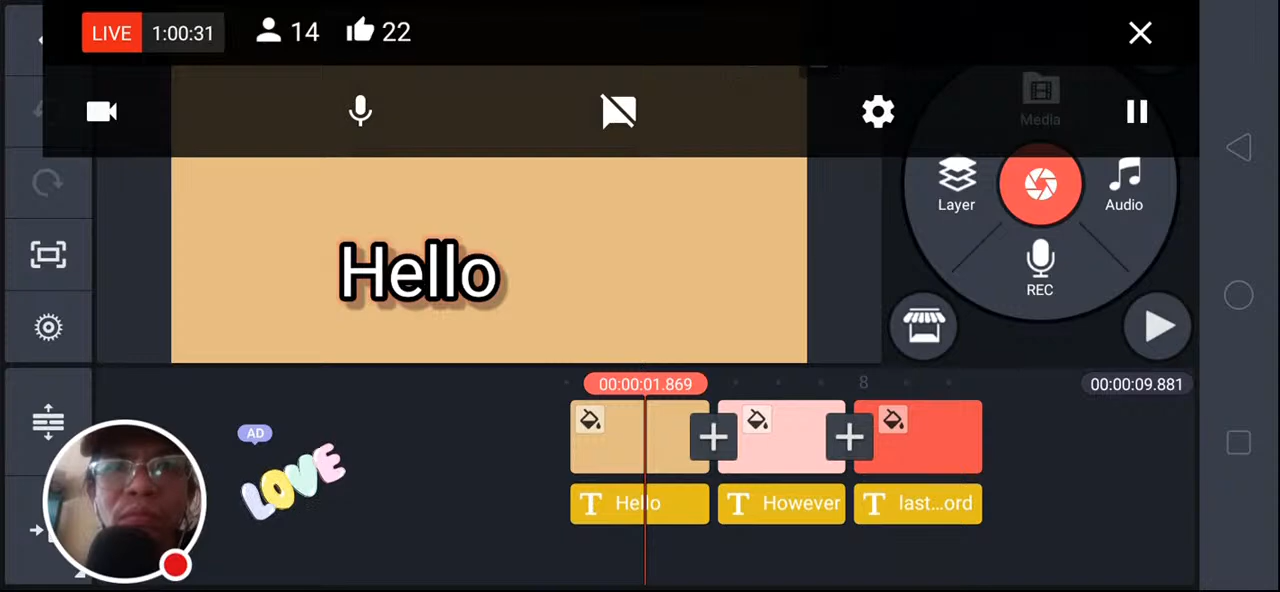 LIVE 1:00:31 14 22
Media
Layer
Audio
REC
Hello
00:00:01.869
8
00:00:09.881
AD
LOVE
T Hello
T However
T last...ord